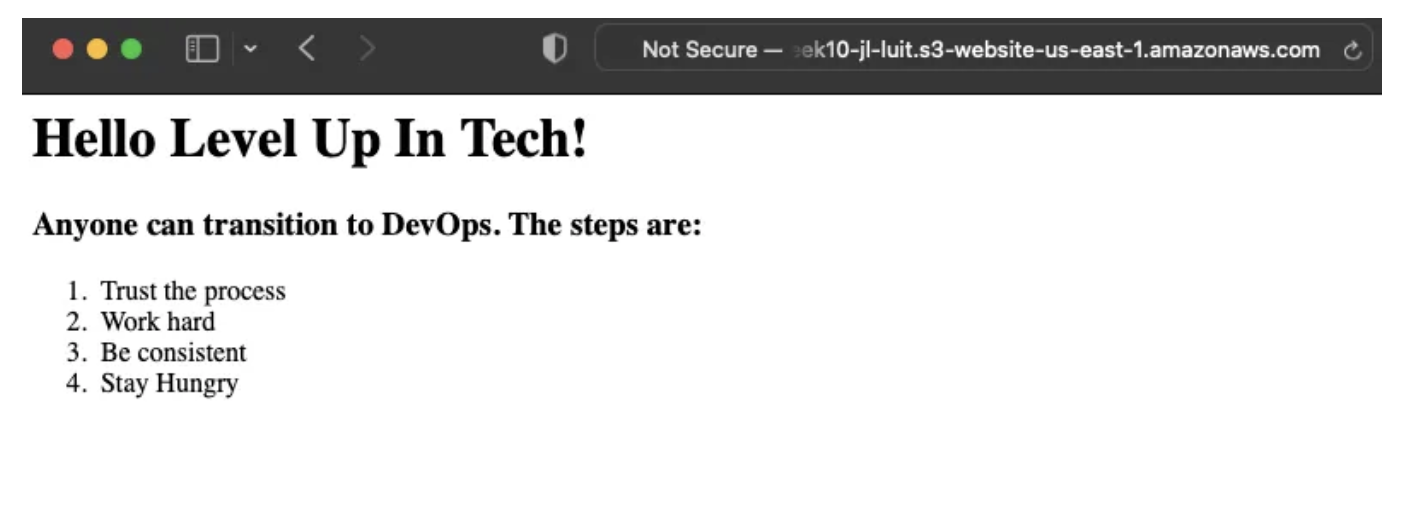 Not Secure — ek10-jl-luit.s3-website-us-east-1.amazonaws.com
Hello Level Up In Tech!
Anyone can transition to DevOps. The steps are:
1. Trust the process
2. Work hard
3. Be consistent
4. Stay Hungry